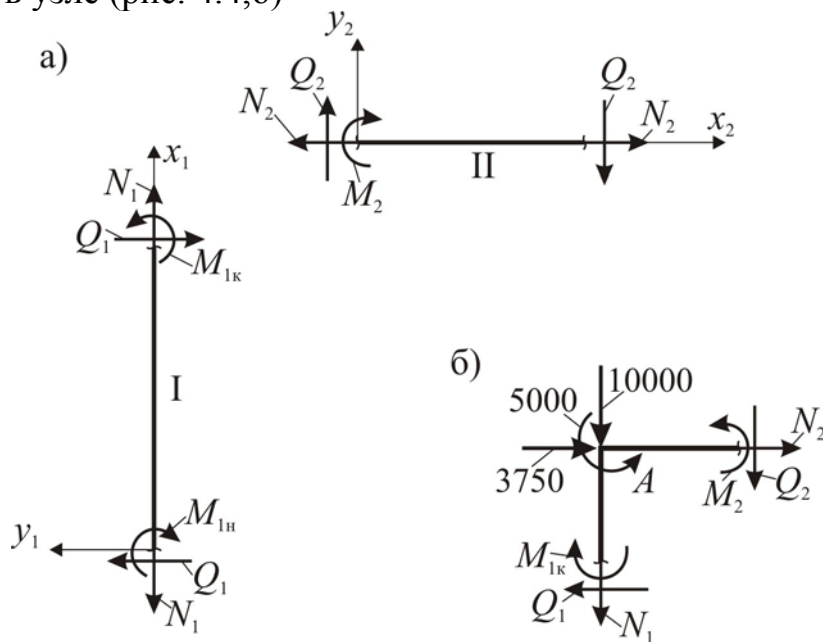 в узле (рис. 4.4,б)
а)
y₂
Q₂
Q₂
N₂
N₂
x₂
M₂
II
x₁
N₁
Q₁
M₁к
I
y₁
M₁н
Q₁
N₁
б)
10000
5000
3750
A
N₂
M₂
Q₂
M₁к
Q₁
N₁